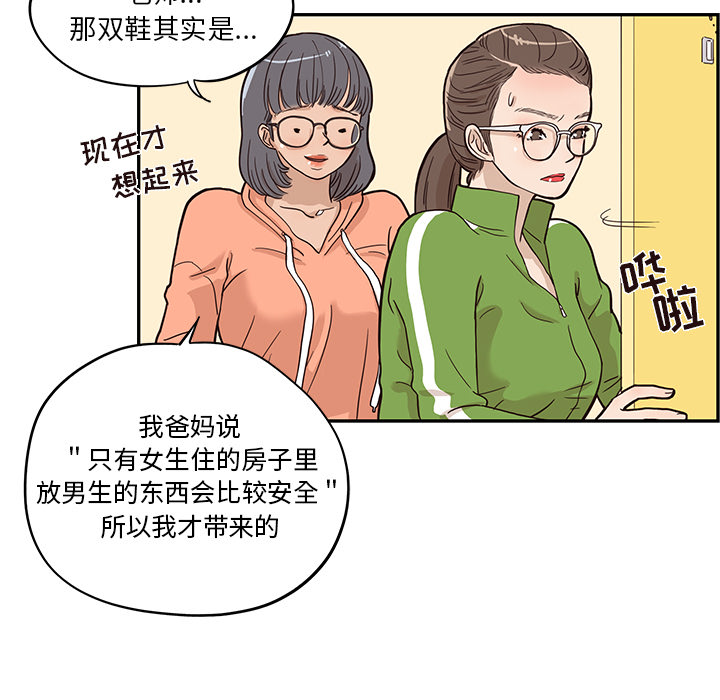 那双鞋其实是...
现在才
想起来
哗
啦
我爸妈说
"只有女生住的房子里
放男生的东西会比较安全"
所以我才带来的